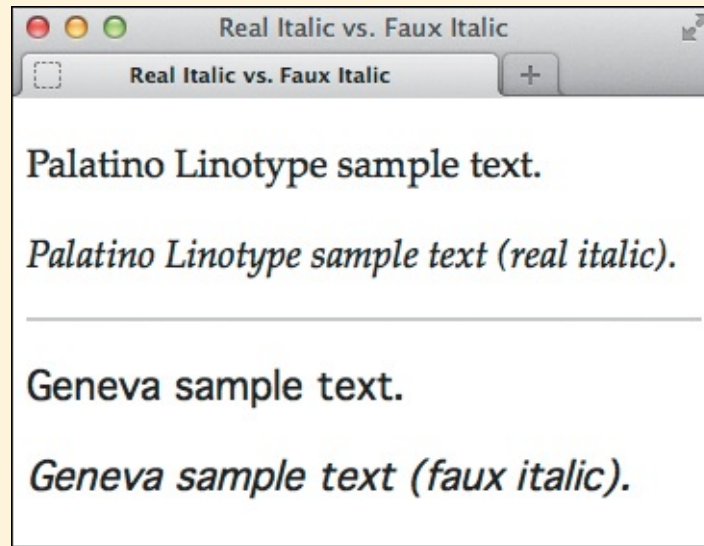 Real Italic vs. Faux Italic
Real Italic vs. Faux Italic
Palatino Linotype sample text.
Palatino Linotype sample text (real italic).
Geneva sample text.
Geneva sample text (faux italic).